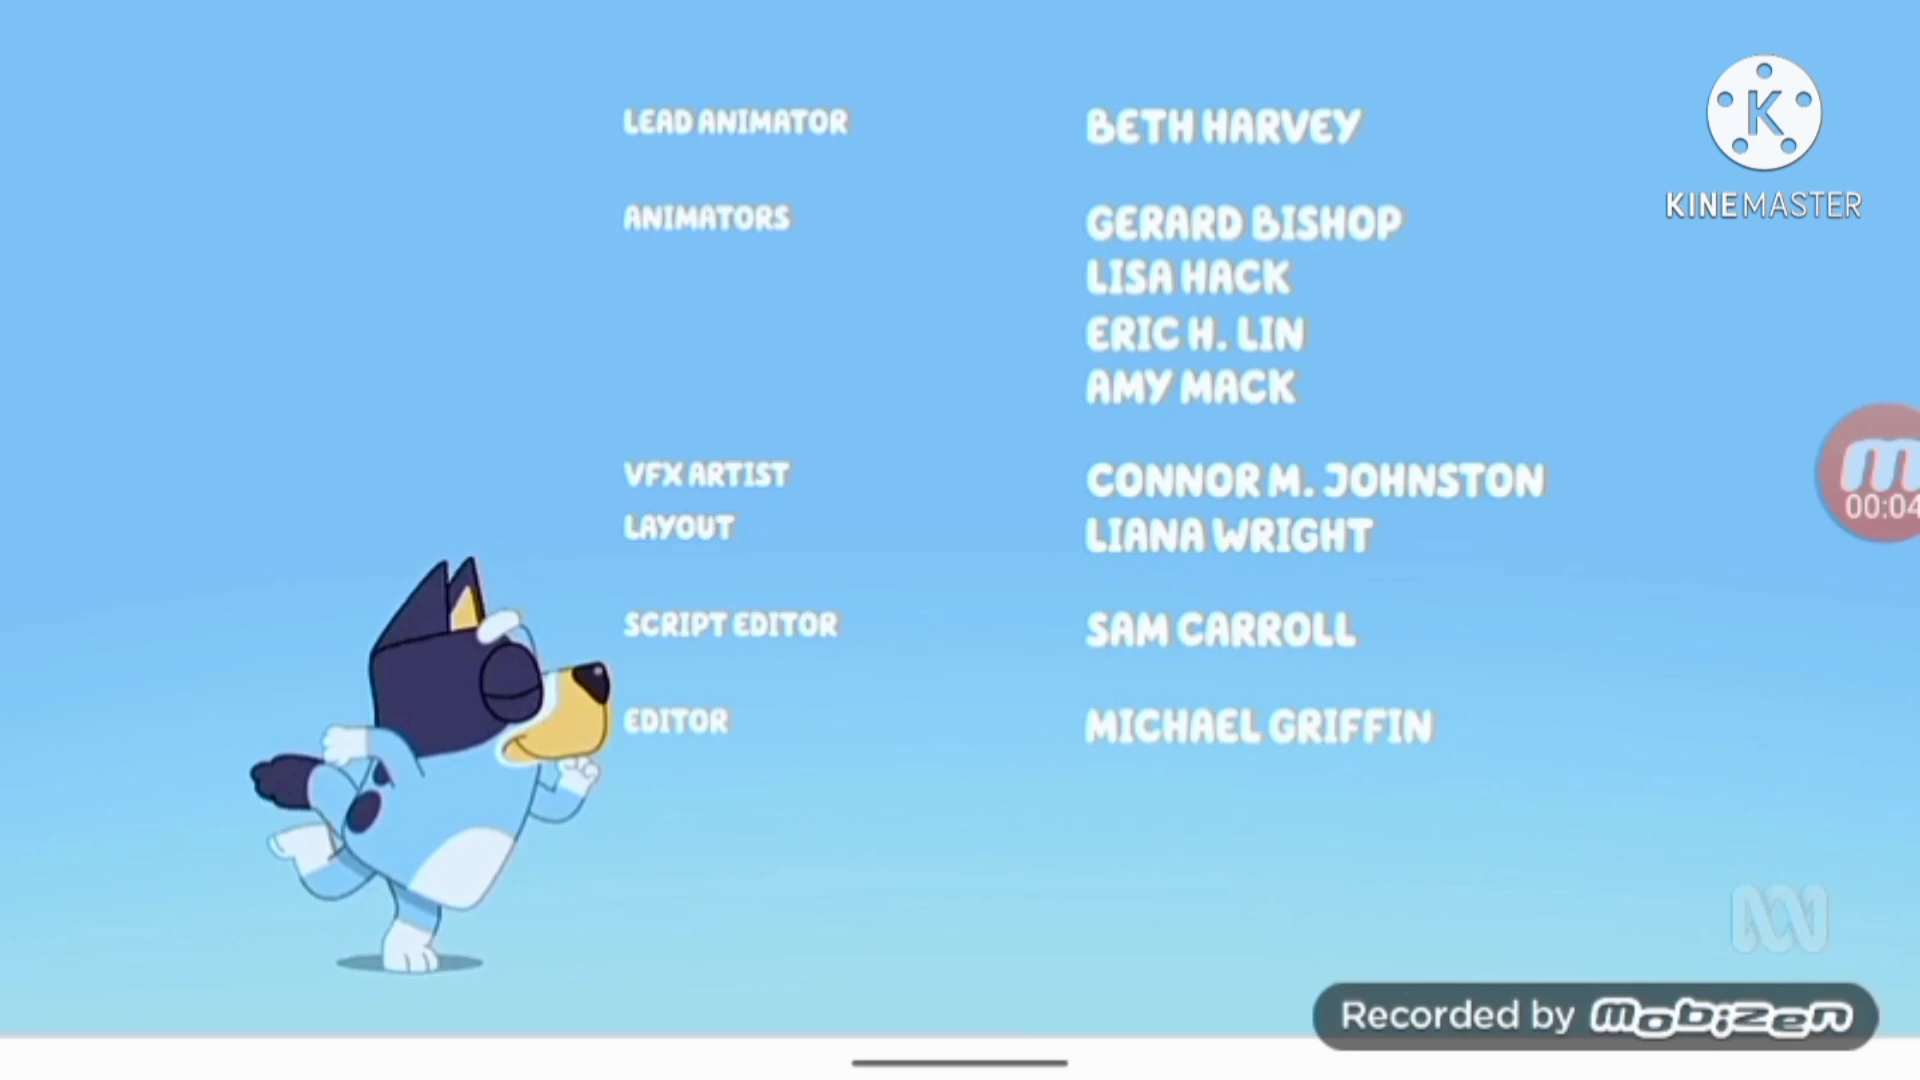 LEAD ANIMATOR BETH HARVEY
ANIMATORS GERARD BISHOP
LISA HACK
ERIC H. LIN
AMY MACK
VFX ARTIST CONNOR M. JOHNSTON
LAYOUT LIANA WRIGHT
SCRIPT EDITOR SAM CARROLL
EDITOR MICHAEL GRIFFIN
K
KINEMASTER
m
00:04
Recorded by mobizen